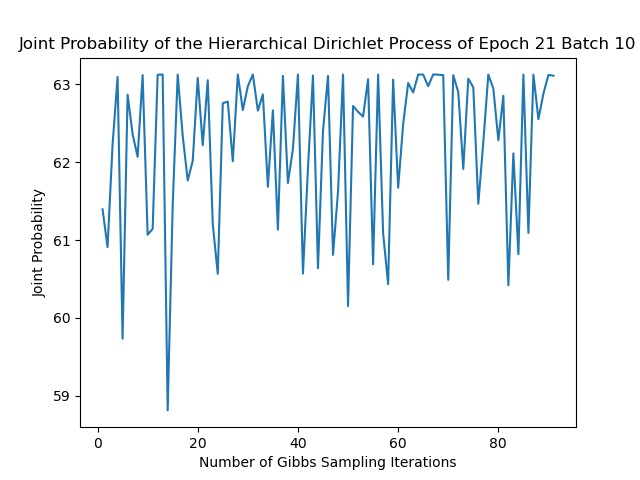 Joint Probability of the Hierarchical Dirichlet Process of Epoch 21 Batch 10
63
62
61
60
59
Joint Probability
0 20 40 60 80
Number of Gibbs Sampling Iterations